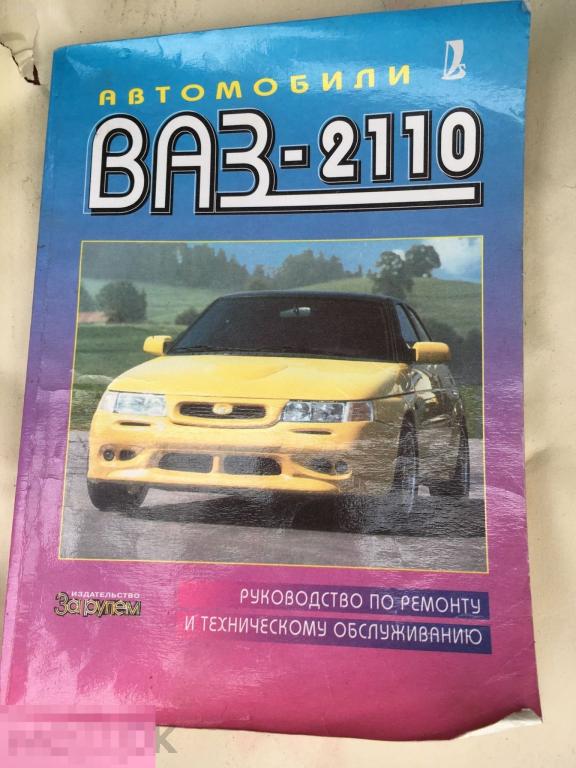 АВТОМОБИЛИ
ВАЗ-2110
ИЗДАТЕЛЬСТВО
За рулем
РУКОВОДСТВО ПО РЕМОНТУ
И ТЕХНИЧЕСКОМУ ОБСЛУЖИВАНИЮ